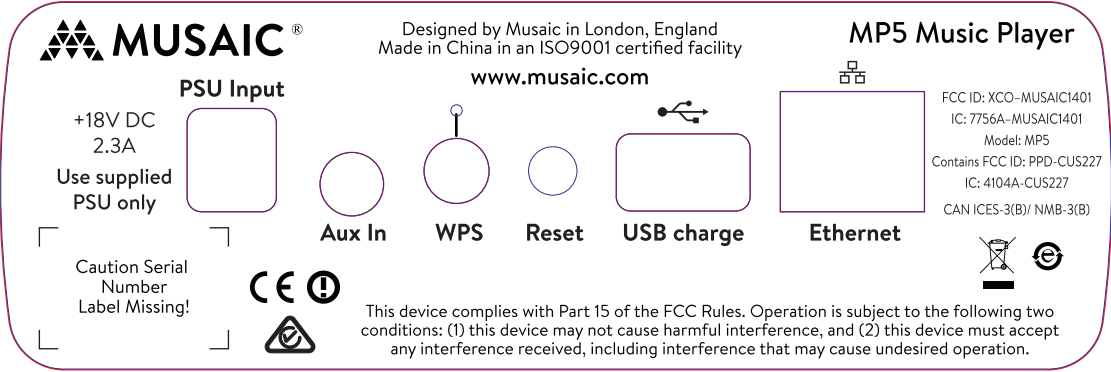 MUSAIC ®
Designed by Musaic in London, England
Made in China in an ISO9001 certified facility
www.musaic.com
MP5 Music Player
PSU Input
+18V DC
2.3A
Use supplied
PSU only
Aux In
WPS
Reset
USB charge
Ethernet
FCC ID: XCO–MUSAIC1401
IC: 7756A–MUSAIC1401
Model: MP5
Contains FCC ID: PPD-CUS227
IC: 4104A-CUS227
CAN ICES-3(B)/ NMB-3(B)
Caution Serial
Number
Label Missing!
CE
This device complies with Part 15 of the FCC Rules. Operation is subject to the following two
conditions: (1) this device may not cause harmful interference, and (2) this device must accept
any interference received, including interference that may cause undesired operation.